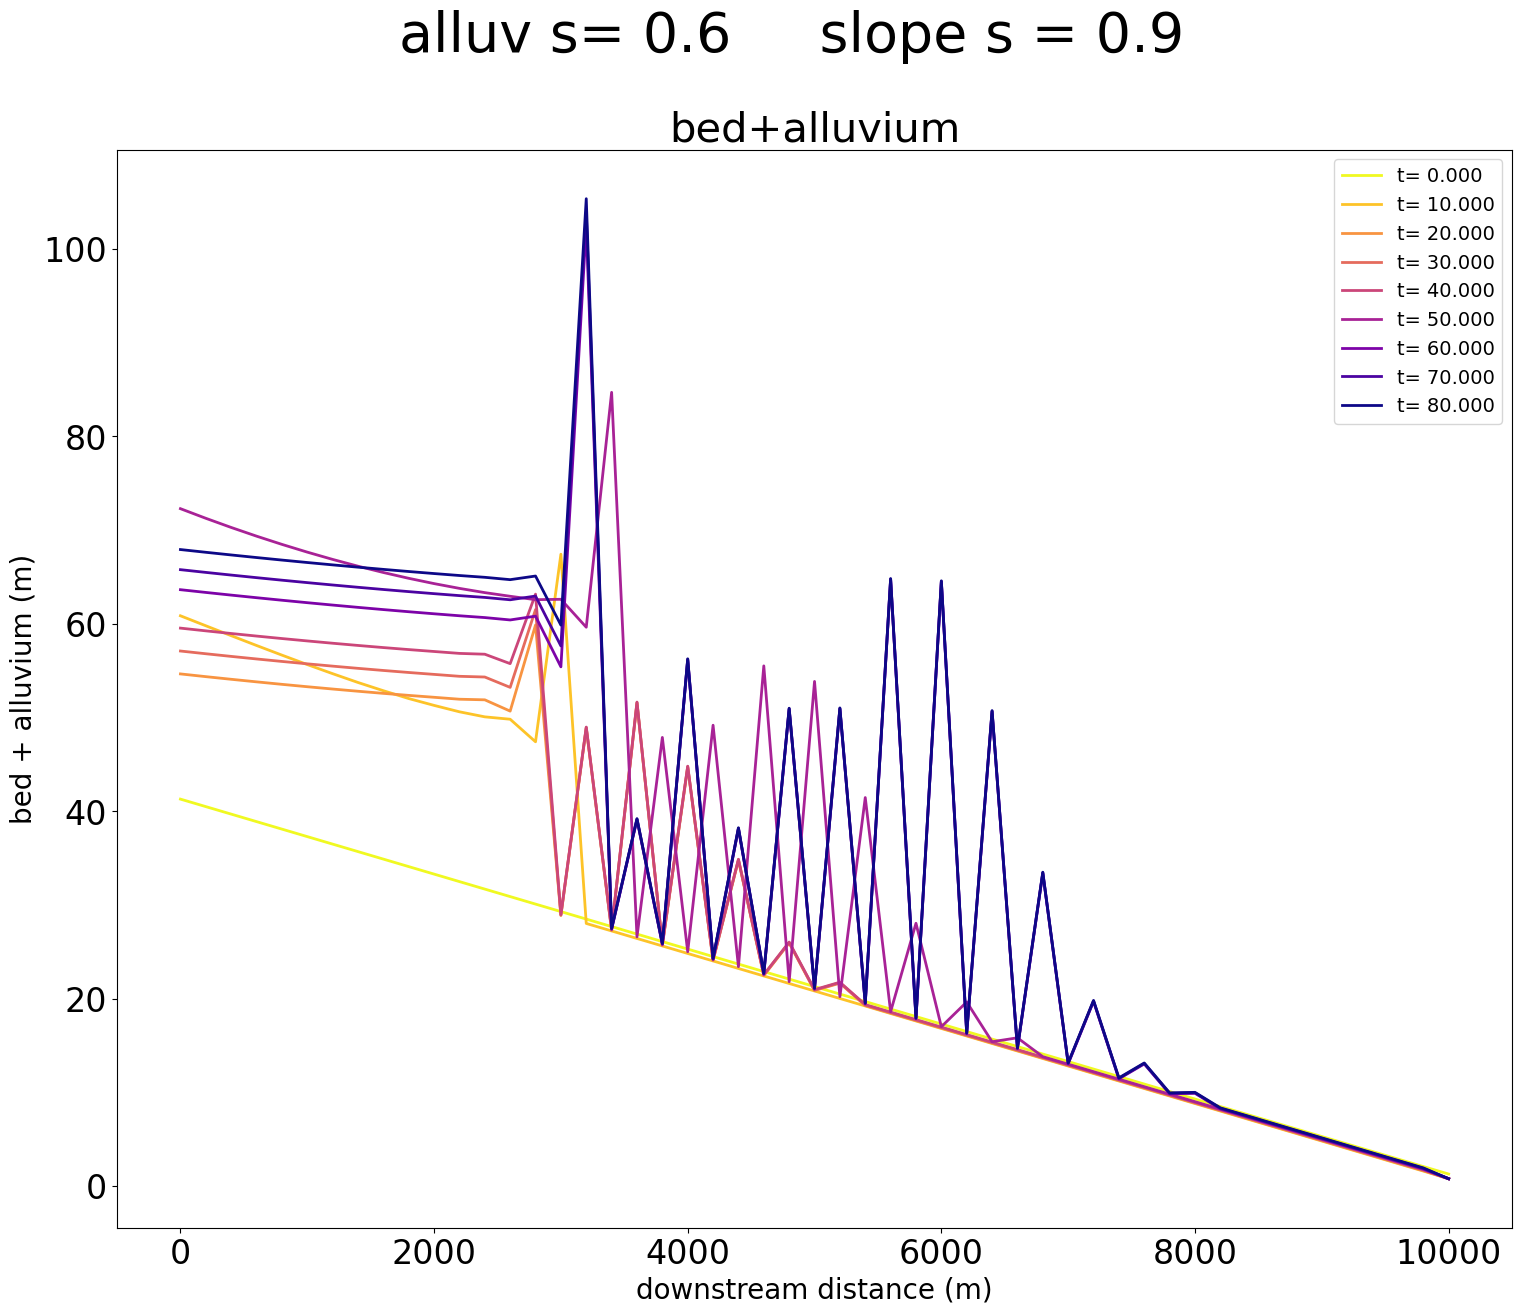 alluv s= 0.6     slope s = 0.9
bed+alluvium
t= 0.000
t= 10.000
t= 20.000
t= 30.000
t= 40.000
t= 50.000
t= 60.000
t= 70.000
t= 80.000
bed + alluvium (m)
100
80
60
40
20
0
0 2000 4000 6000 8000 10000
downstream distance (m)